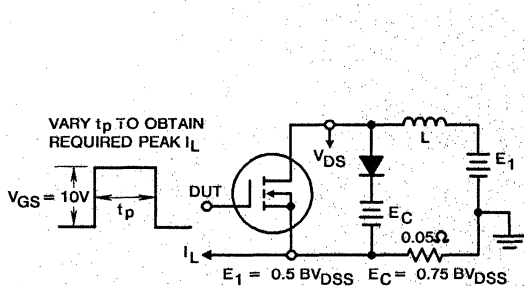 VARY tp TO OBTAIN
REQUIRED PEAK IL
VGS = 10V
tp
DUT
VDS
L
E1
EC
0.05Ω
IL
E1 = 0.5 BVDSS EC = 0.75 BVDSS